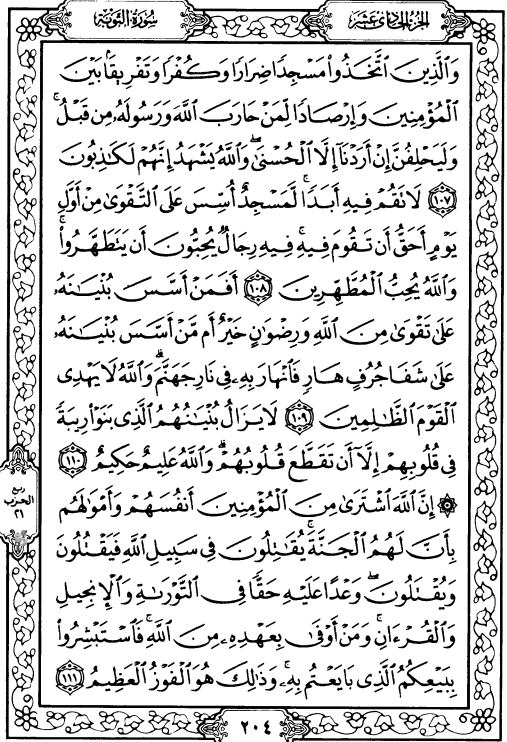 سورة التوبة
الجزء الحادي عشر
وَالَّذِينَ اتَّخَذُوا مَسْجِدًا ضِرَارًا وَكُفْرًا وَتَفْرِيقًا بَيْنَ
الْمُؤْمِنِينَ وَإِرْصَادًا لِّمَنْ حَارَبَ اللَّهَ وَرَسُولَهُ مِن قَبْلُ ۚ
وَلَيَحْلِفُنَّ إِنْ أَرَدْنَا إِلَّا الْحُسْنَىٰ ۖ وَاللَّهُ يَشْهَدُ إِنَّهُمْ لَكَاذِبُونَ
١٠٧ لَا تَقُمْ فِيهِ أَبَدًا ۚ لَّمَسْجِدٌ أُسِّسَ عَلَى التَّقْوَىٰ مِنْ أَوَّلِ
يَوْمٍ أَحَقُّ أَن تَقُومَ فِيهِ ۚ فِيهِ رِجَالٌ يُحِبُّونَ أَن يَتَطَهَّرُوا ۚ
وَاللَّهُ يُحِبُّ الْمُطَّهِّرِينَ ١٠٨ أَفَمَنْ أَسَّسَ بُنْيَانَهُ
عَلَىٰ تَقْوَىٰ مِنَ اللَّهِ وَرِضْوَانٍ خَيْرٌ أَم مَّنْ أَسَّسَ بُنْيَانَهُ
عَلَىٰ شَفَا جُرُفٍ هَارٍ فَانْهَارَ بِهِ فِي نَارِ جَهَنَّمَ ۗ وَاللَّهُ لَا يَهْدِي
الْقَوْمَ الظَّالِمِينَ ١٠٩ لَا يَزَالُ بُنْيَانُهُمُ الَّذِي بَنَوْا رِيبَةً
فِي قُلُوبِهِمْ إِلَّا أَن تَقَطَّعَ قُلُوبُهُمْ ۗ وَاللَّهُ عَلِيمٌ حَكِيمٌ ١١٠
۞ إِنَّ اللَّهَ اشْتَرَىٰ مِنَ الْمُؤْمِنِينَ أَنفُسَهُمْ وَأَمْوَالَهُم
بِأَنَّ لَهُمُ الْجَنَّةَ ۚ يُقَاتِلُونَ فِي سَبِيلِ اللَّهِ فَيَقْتُلُونَ
وَيُقْتَلُونَ ۖ وَعْدًا عَلَيْهِ حَقًّا فِي التَّوْرَاةِ وَالْإِنجِيلِ
وَالْقُرْآنِ ۚ وَمَنْ أَوْفَىٰ بِعَهْدِهِ مِنَ اللَّهِ ۚ فَاسْتَبْشِرُوا
بِبَيْعِكُمُ الَّذِي بَايَعْتُم بِهِ ۚ وَذَٰلِكَ هُوَ الْفَوْزُ الْعَظِيمُ ١١١
ربع
الحزب
٢١
٢٠٤